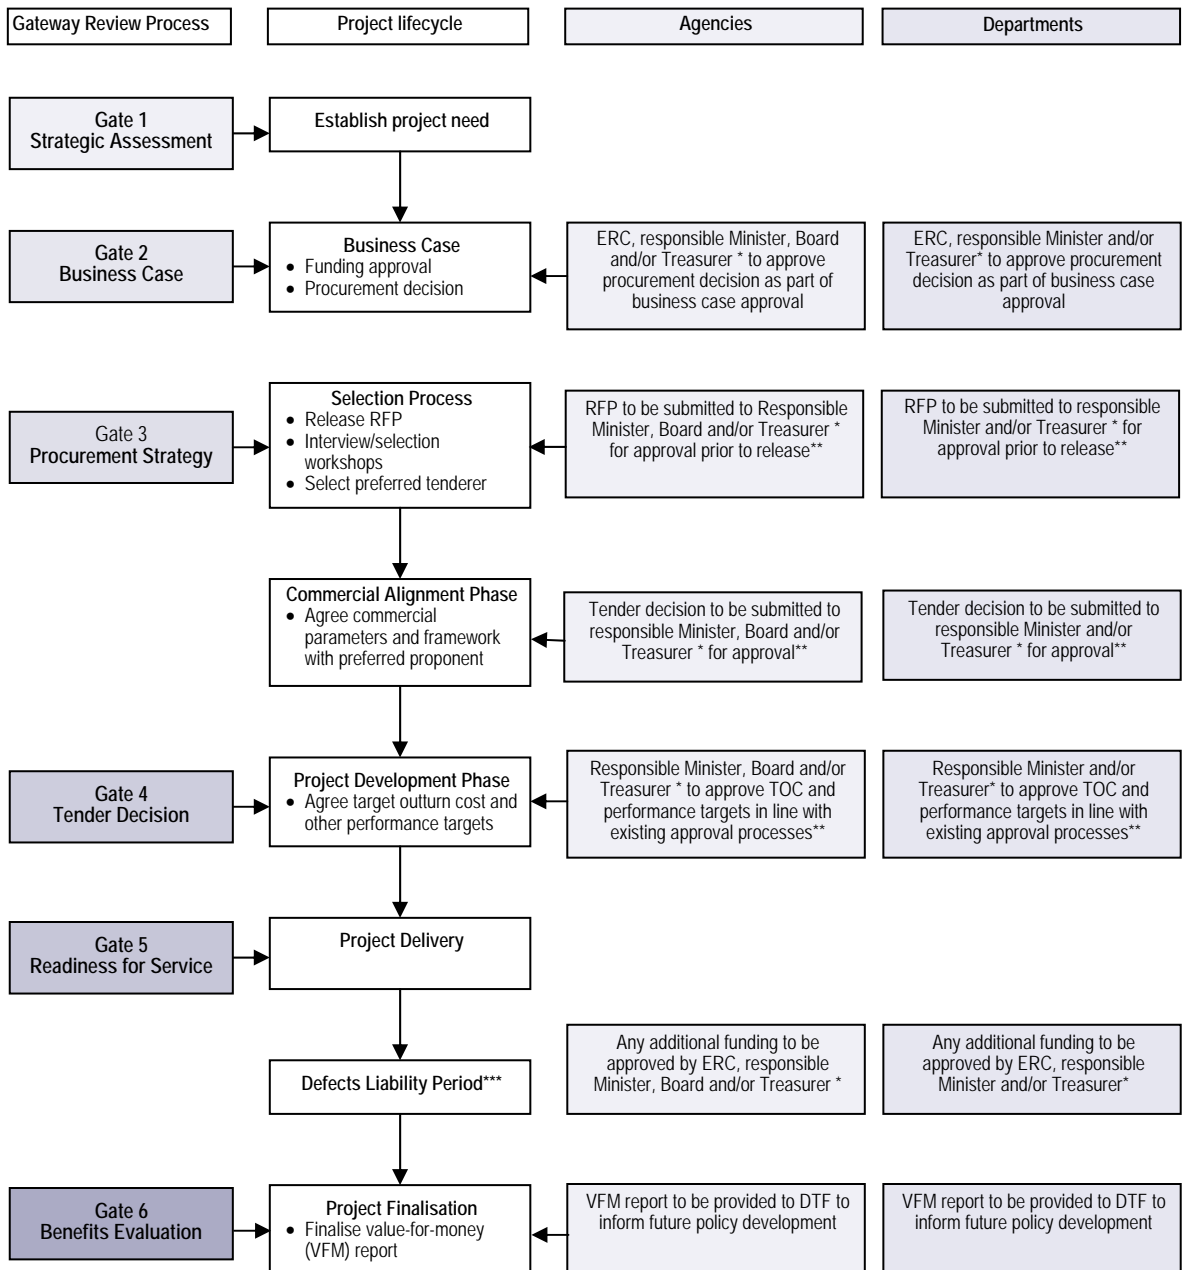 Gateway Review Process
Project lifecycle
Agencies
Departments
Gate 1
Strategic Assessment
Establish project need
Gate 2
Business Case
Business Case
• Funding approval
• Procurement decision
ERC, responsible Minister, Board
and/or Treasurer * to approve
procurement decision as part of
business case approval
ERC, responsible Minister and/or
Treasurer* to approve procurement
decision as part of business case
approval
Gate 3
Procurement Strategy
Selection Process
• Release RFP
• Interview/selection
workshops
• Select preferred tenderer
RFP to be submitted to Responsible
Minister, Board and/or Treasurer *
for approval prior to release**
RFP to be submitted to responsible
Minister and/or Treasurer * for
approval prior to release**
Commercial Alignment Phase
• Agree commercial
parameters and framework
with preferred proponent
Tender decision to be submitted to
responsible Minister, Board and/or
Treasurer * for approval**
Tender decision to be submitted to
responsible Minister and/or
Treasurer * for approval**
Gate 4
Tender Decision
Project Development Phase
• Agree target outturn cost and
other performance targets
Responsible Minister, Board and/or
Treasurer * to approve TOC and
performance targets in line with
existing approval processes**
Responsible Minister and/or
Treasurer* to approve TOC and
performance targets in line with
existing approval processes**
Gate 5
Readiness for Service
Project Delivery
Defects Liability Period***
Any additional funding to be
approved by ERC, responsible
Minister, Board and/or Treasurer *
Any additional funding to be
approved by ERC, responsible
Minister and/or Treasurer*
Gate 6
Benefits Evaluation
Project Finalisation
• Finalise value-for-money
(VFM) report
VFM report to be provided to DTF to
inform future policy development
VFM report to be provided to DTF to
inform future policy development